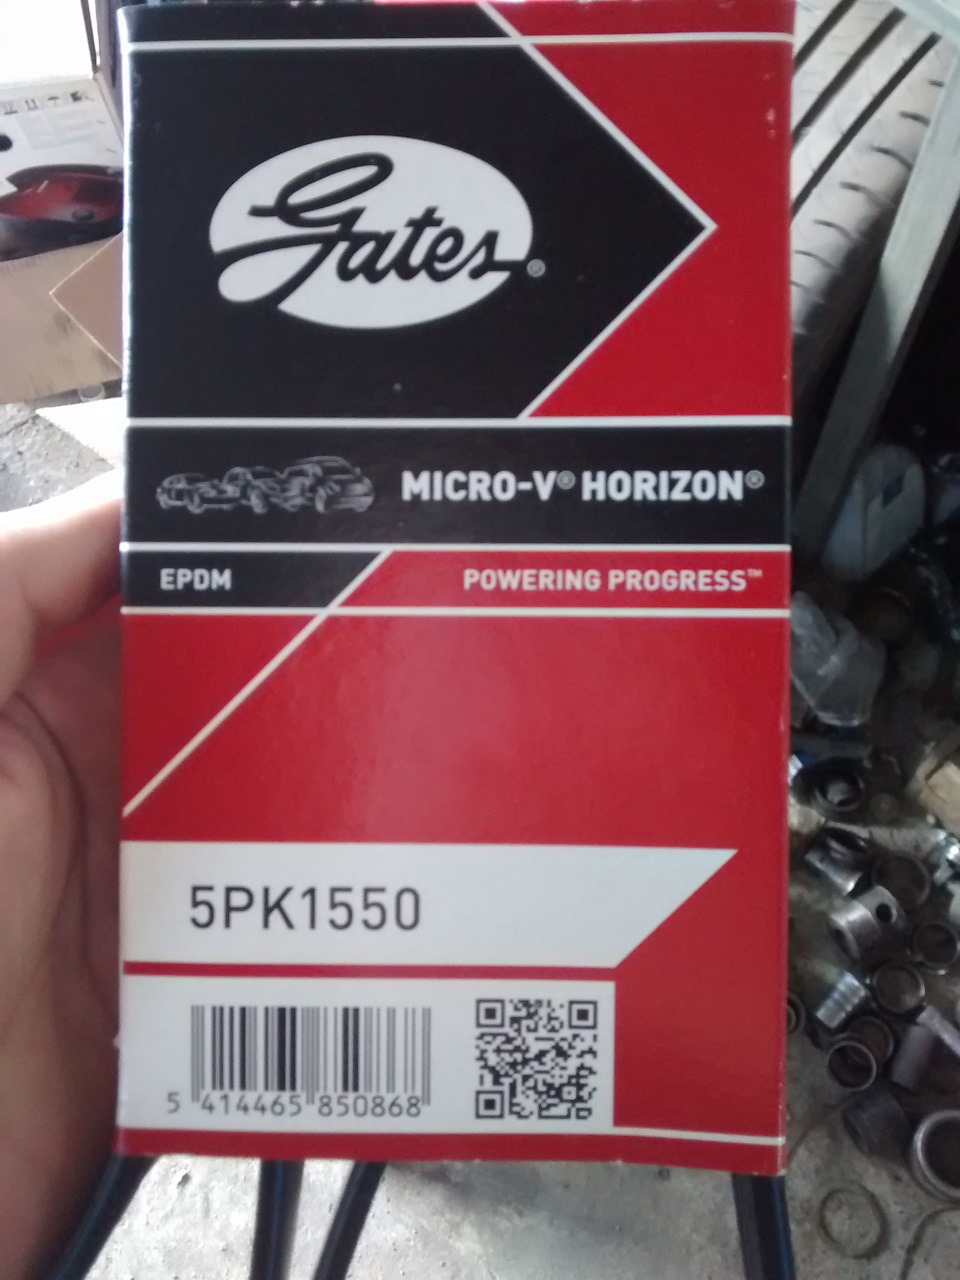 Gates®
MICRO-V® HORIZON®
EPDM
POWERING PROGRESS™
5PK1550
5 414465 850868